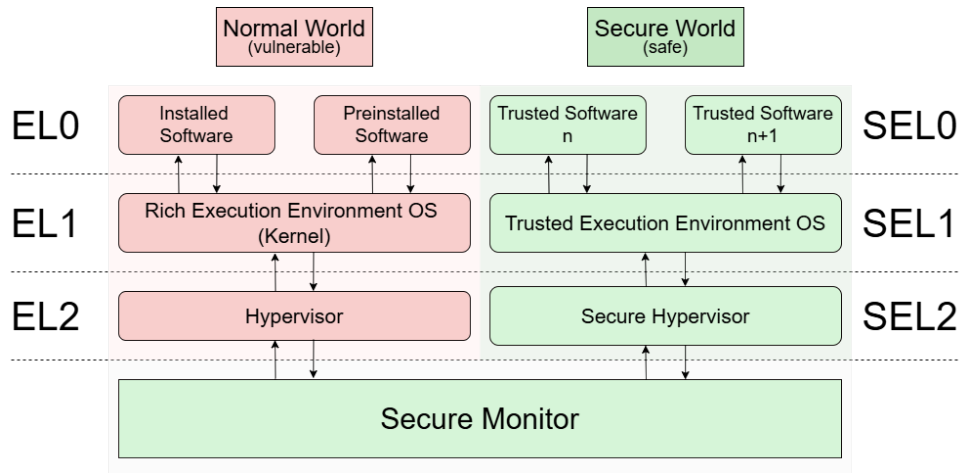 Normal World
(vulnerable)
Secure World
(safe)
EL0
Installed
Software
Preinstalled
Software
Trusted Software
n
Trusted Software
n+1
SEL0
EL1
Rich Execution Environment OS
(Kernel)
Trusted Execution Environment OS
SEL1
EL2
Hypervisor
Secure Hypervisor
SEL2
Secure Monitor